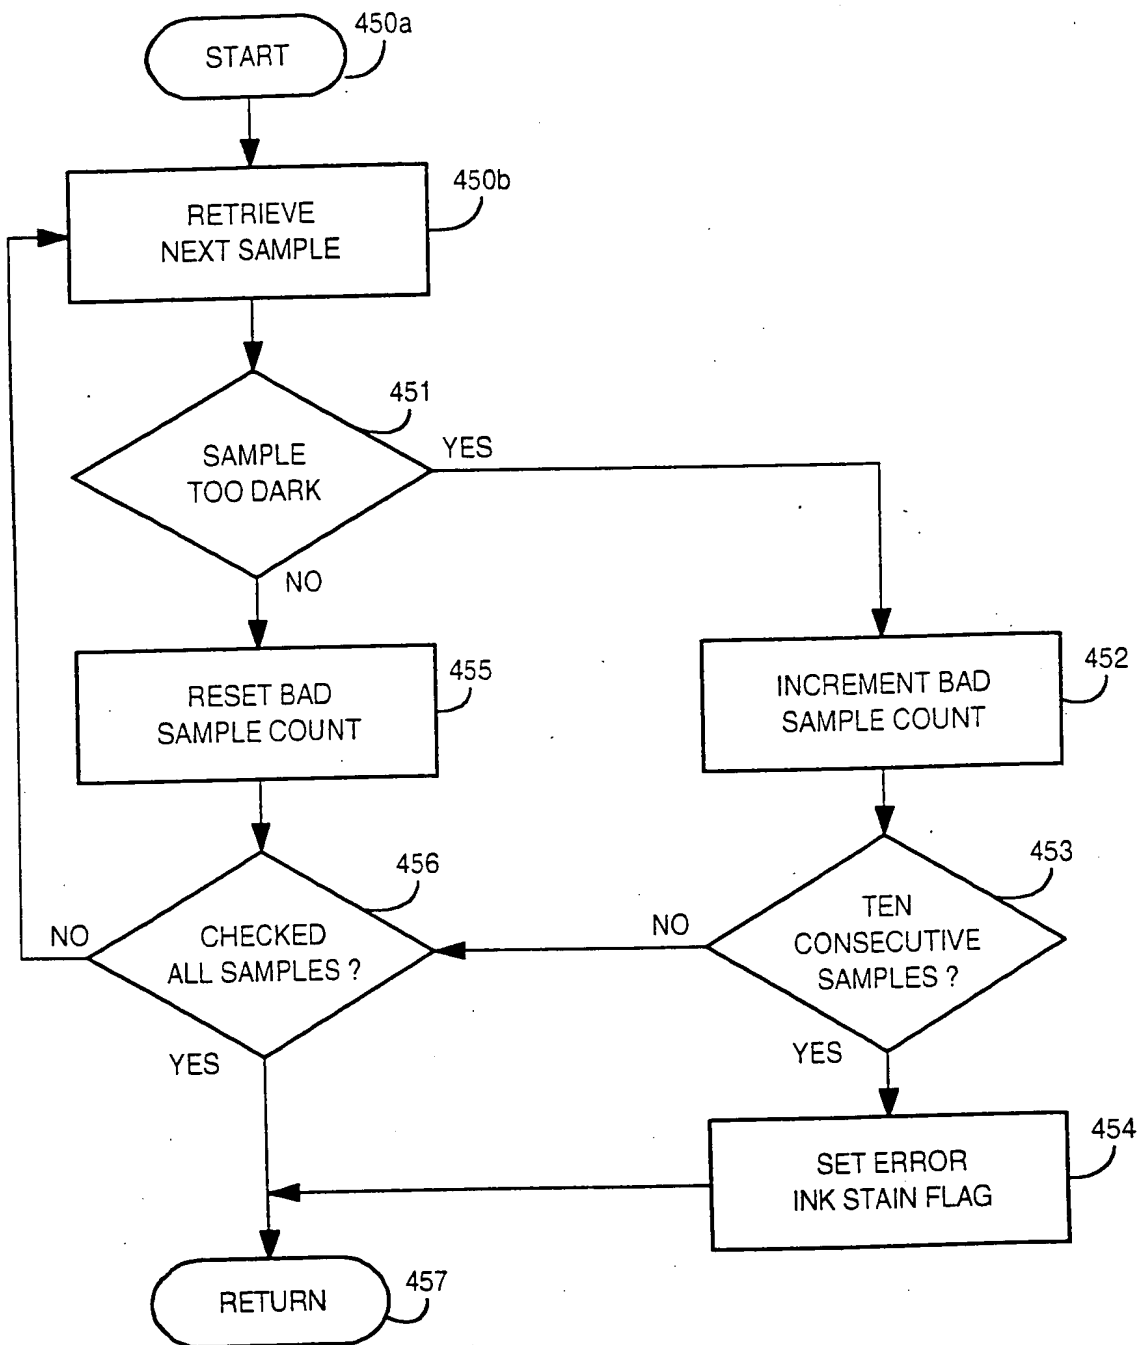 450a
START
450b
RETRIEVE
NEXT SAMPLE
451
SAMPLE
TOO DARK
YES
NO
455
RESET BAD
SAMPLE COUNT
452
INCREMENT BAD
SAMPLE COUNT
456
CHECKED
ALL SAMPLES ?
NO
YES
453
TEN
CONSECUTIVE
SAMPLES ?
NO
YES
454
SET ERROR
INK STAIN FLAG
457
RETURN